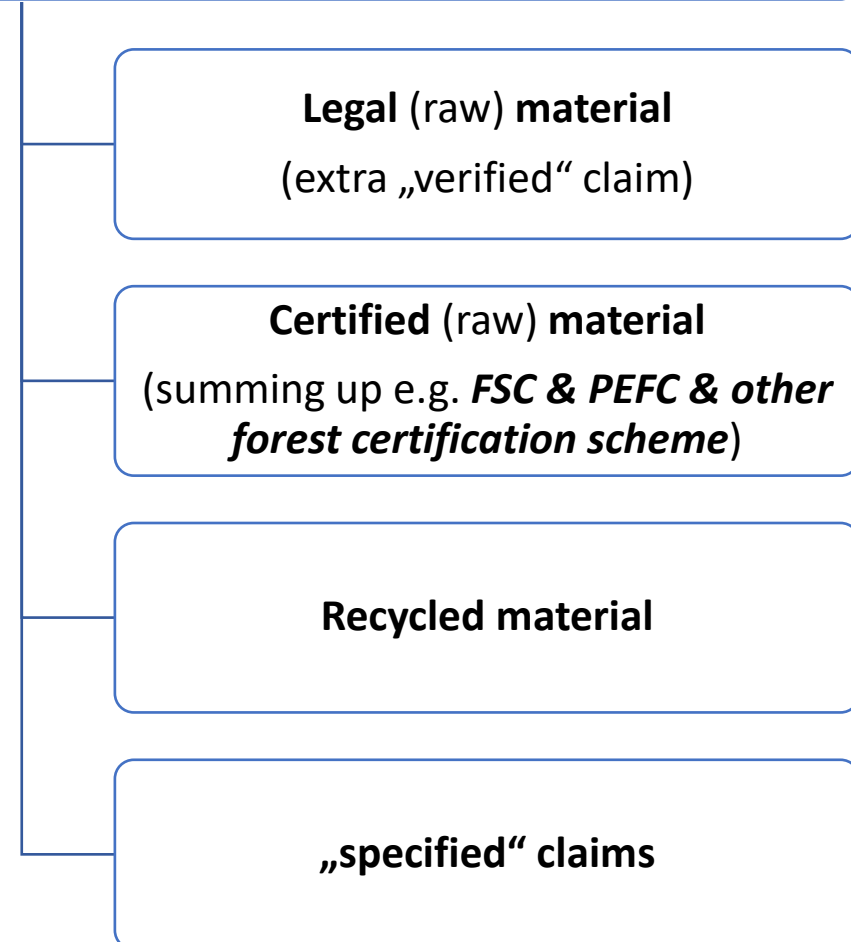 Legal (raw) material
(extra „verified“ claim)
Certified (raw) material
(summing up e.g. FSC & PEFC & other
forest certification scheme)
Recycled material
„specified“ claims